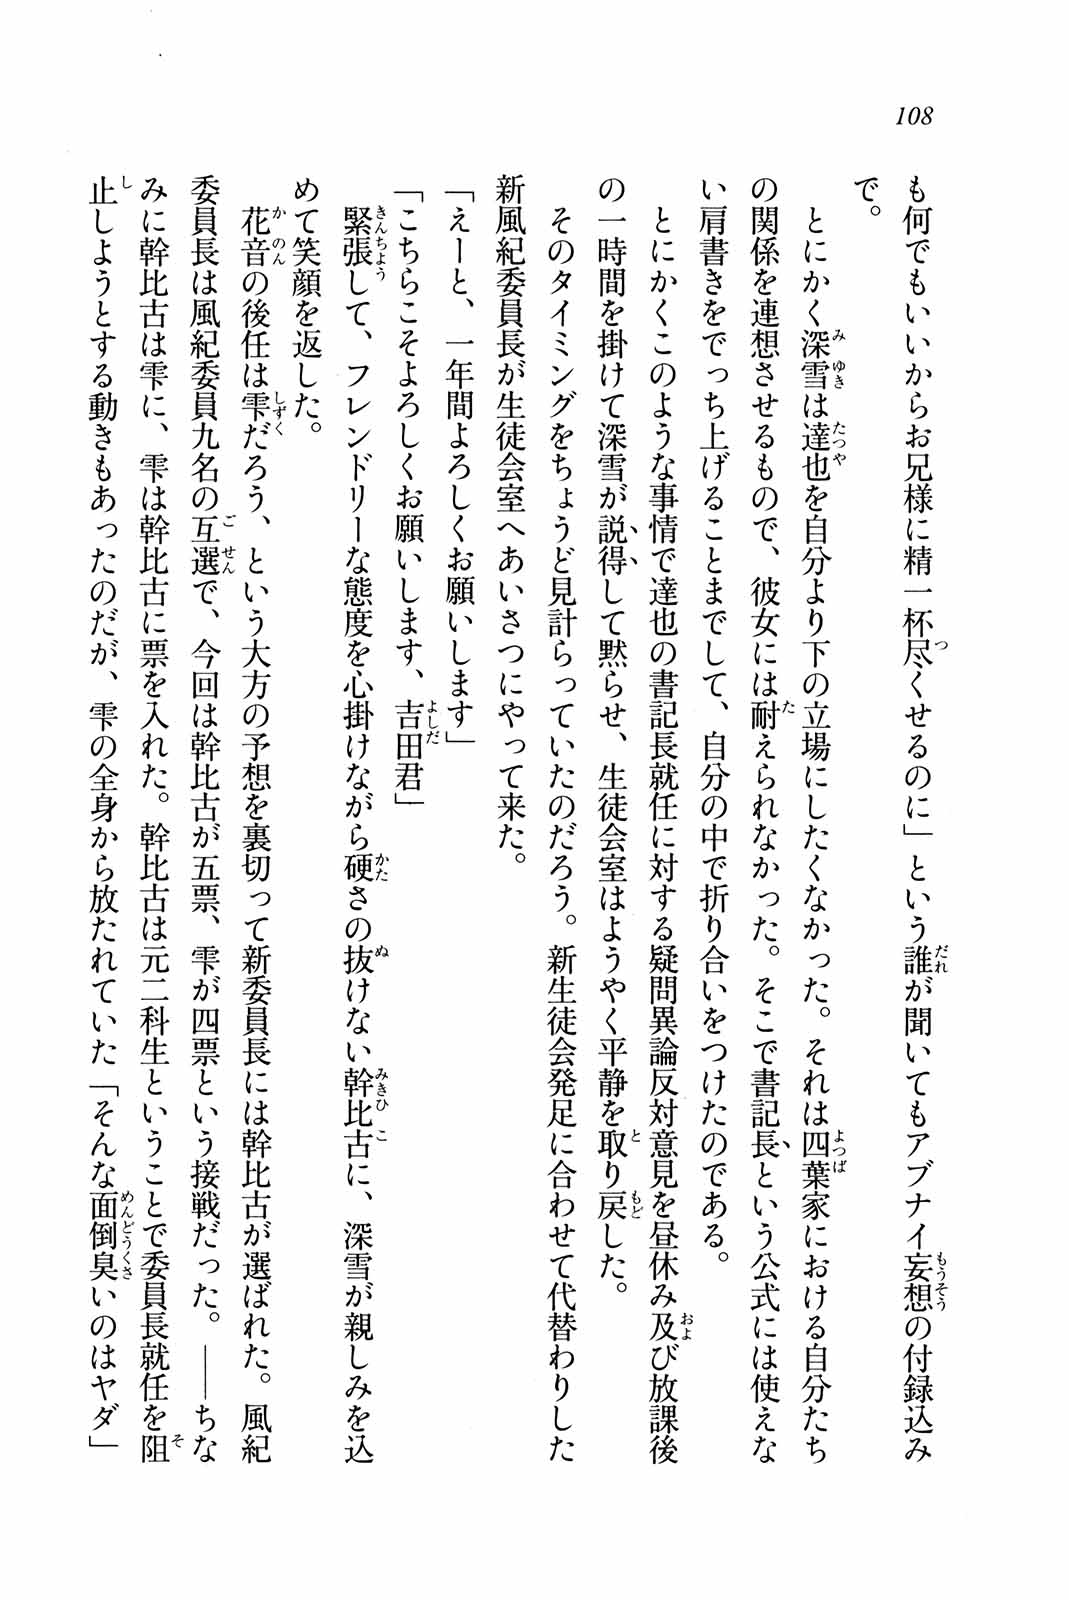 108
も何でもいいからお兄様に精一杯尽くせるのに」という誰が聞いてもアブナイ妄想の付録込み
で。
　とにかく深雪は達也を自分より下の立場にしたくなかった。それは四葉家における自分たち
の関係を連想させるもので、彼女には耐えられなかった。そこで書記長という公式には使えな
い肩書きをでっち上げることまでして、自分の中で折り合いをつけたのである。
　とにかくこのような事情で達也の書記長就任に対する疑問異論反対意見を昼休み及び放課後
の一時間を掛けて深雪が説得して黙らせ、生徒会室はようやく平静を取り戻した。
　そのタイミングをちょうど見計らっていたのだろう。新生徒会発足に合わせて代替わりした
新風紀委員長が生徒会室へあいさつにやって来た。
「えーと、一年間よろしくお願いします」
「こちらこそよろしくお願いします、吉田君」
　緊張して、フレンドリーな態度を心掛けながら硬さの抜けない幹比古に、深雪が親しみを込
めて笑顔を返した。
　花音の後任は雫だろう、という大方の予想を裏切って新委員長には幹比古が選ばれた。風紀
委員長は風紀委員九名の互選で、今回は幹比古が五票、雫が四票という接戦だった。――ちな
みに幹比古は雫に、雫は幹比古に票を入れた。幹比古は元二科生ということで委員長就任を阻
止しようとする動きもあったのだが、雫の全身から放たれていた「そんな面倒臭いのはヤダ」